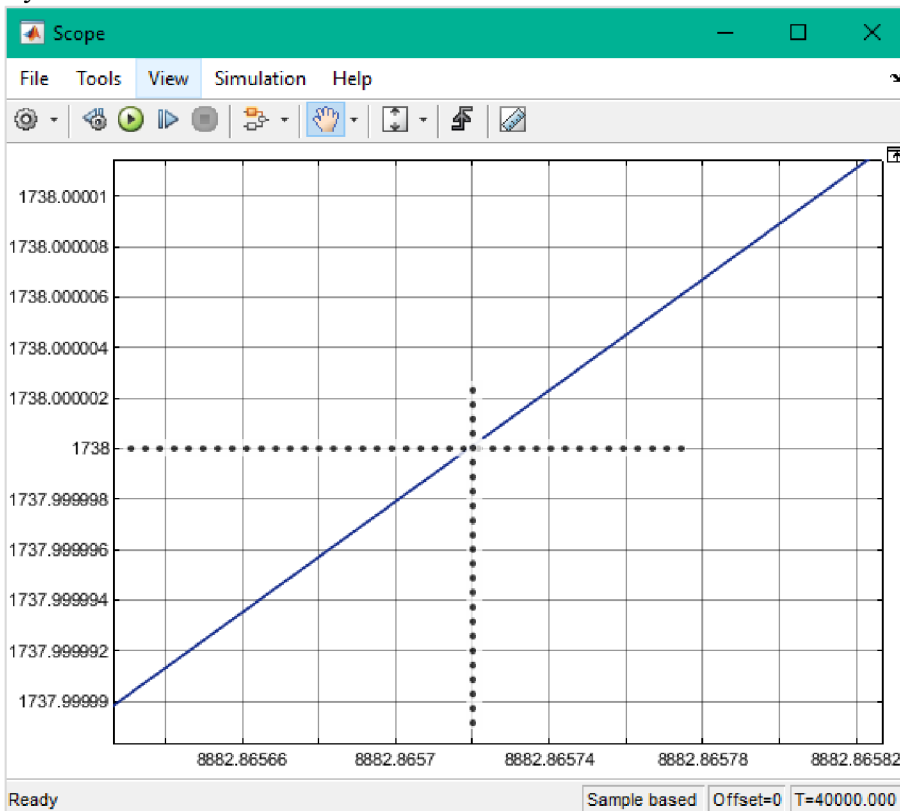 Scope
File Tools View Simulation Help
1738.00001
1738.000008
1738.000006
1738.000004
1738.000002
1738
1737.999998
1737.999996
1737.999994
1737.999992
1737.99999
8882.86566 8882.8657 8882.86574 8882.86578 8882.86582
Ready Sample based Offset=0 T=40000.000